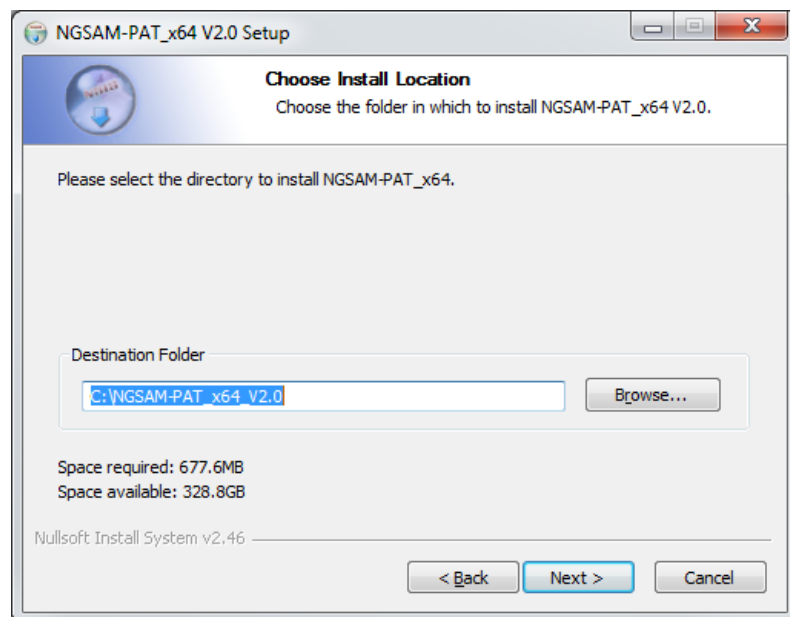 NGSAM-PAT_x64 V2.0 Setup
Choose Install Location
Choose the folder in which to install NGSAM-PAT_x64 V2.0.
Please select the directory to install NGSAM-PAT_x64.
Destination Folder
C:\NGSAM-PAT_x64_V2.0
Browse...
Space required: 677.6MB
Space available: 328.8GB
Nullsoft Install System v2.46
< Back
Next >
Cancel